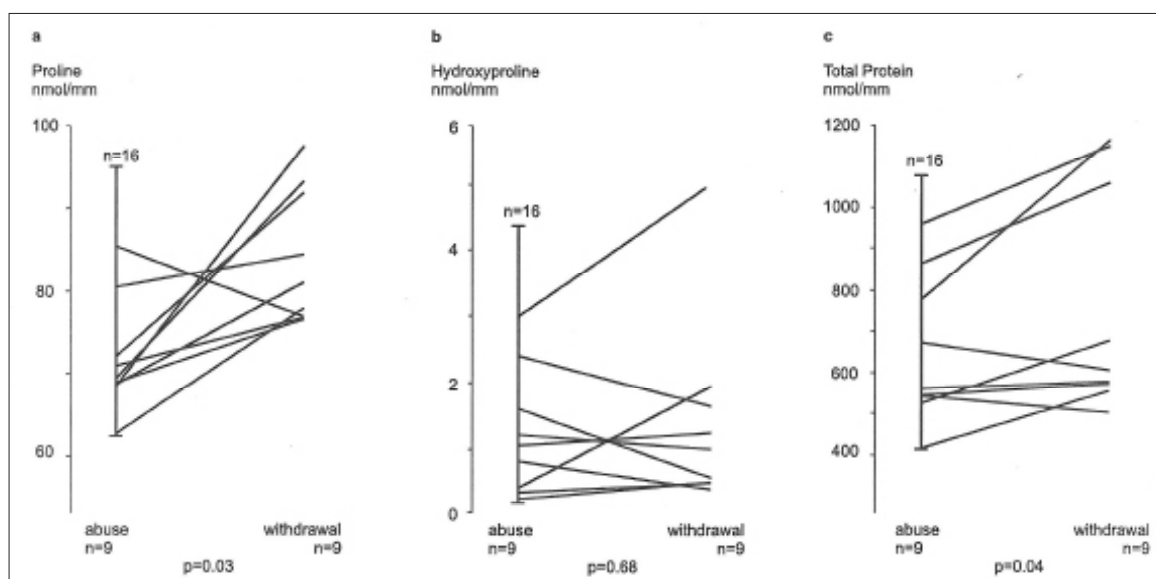 a
Proline
nmol/mm
100
80
60
n=16
abuse
n=9
withdrawal
n=9
p=0.03
b
Hydroxyproline
nmol/mm
6
4
2
0
n=16
abuse
n=9
withdrawal
n=9
p=0.68
c
Total Protein
nmol/mm
1200
1000
800
600
400
n=16
abuse
n=9
withdrawal
n=9
p=0.04